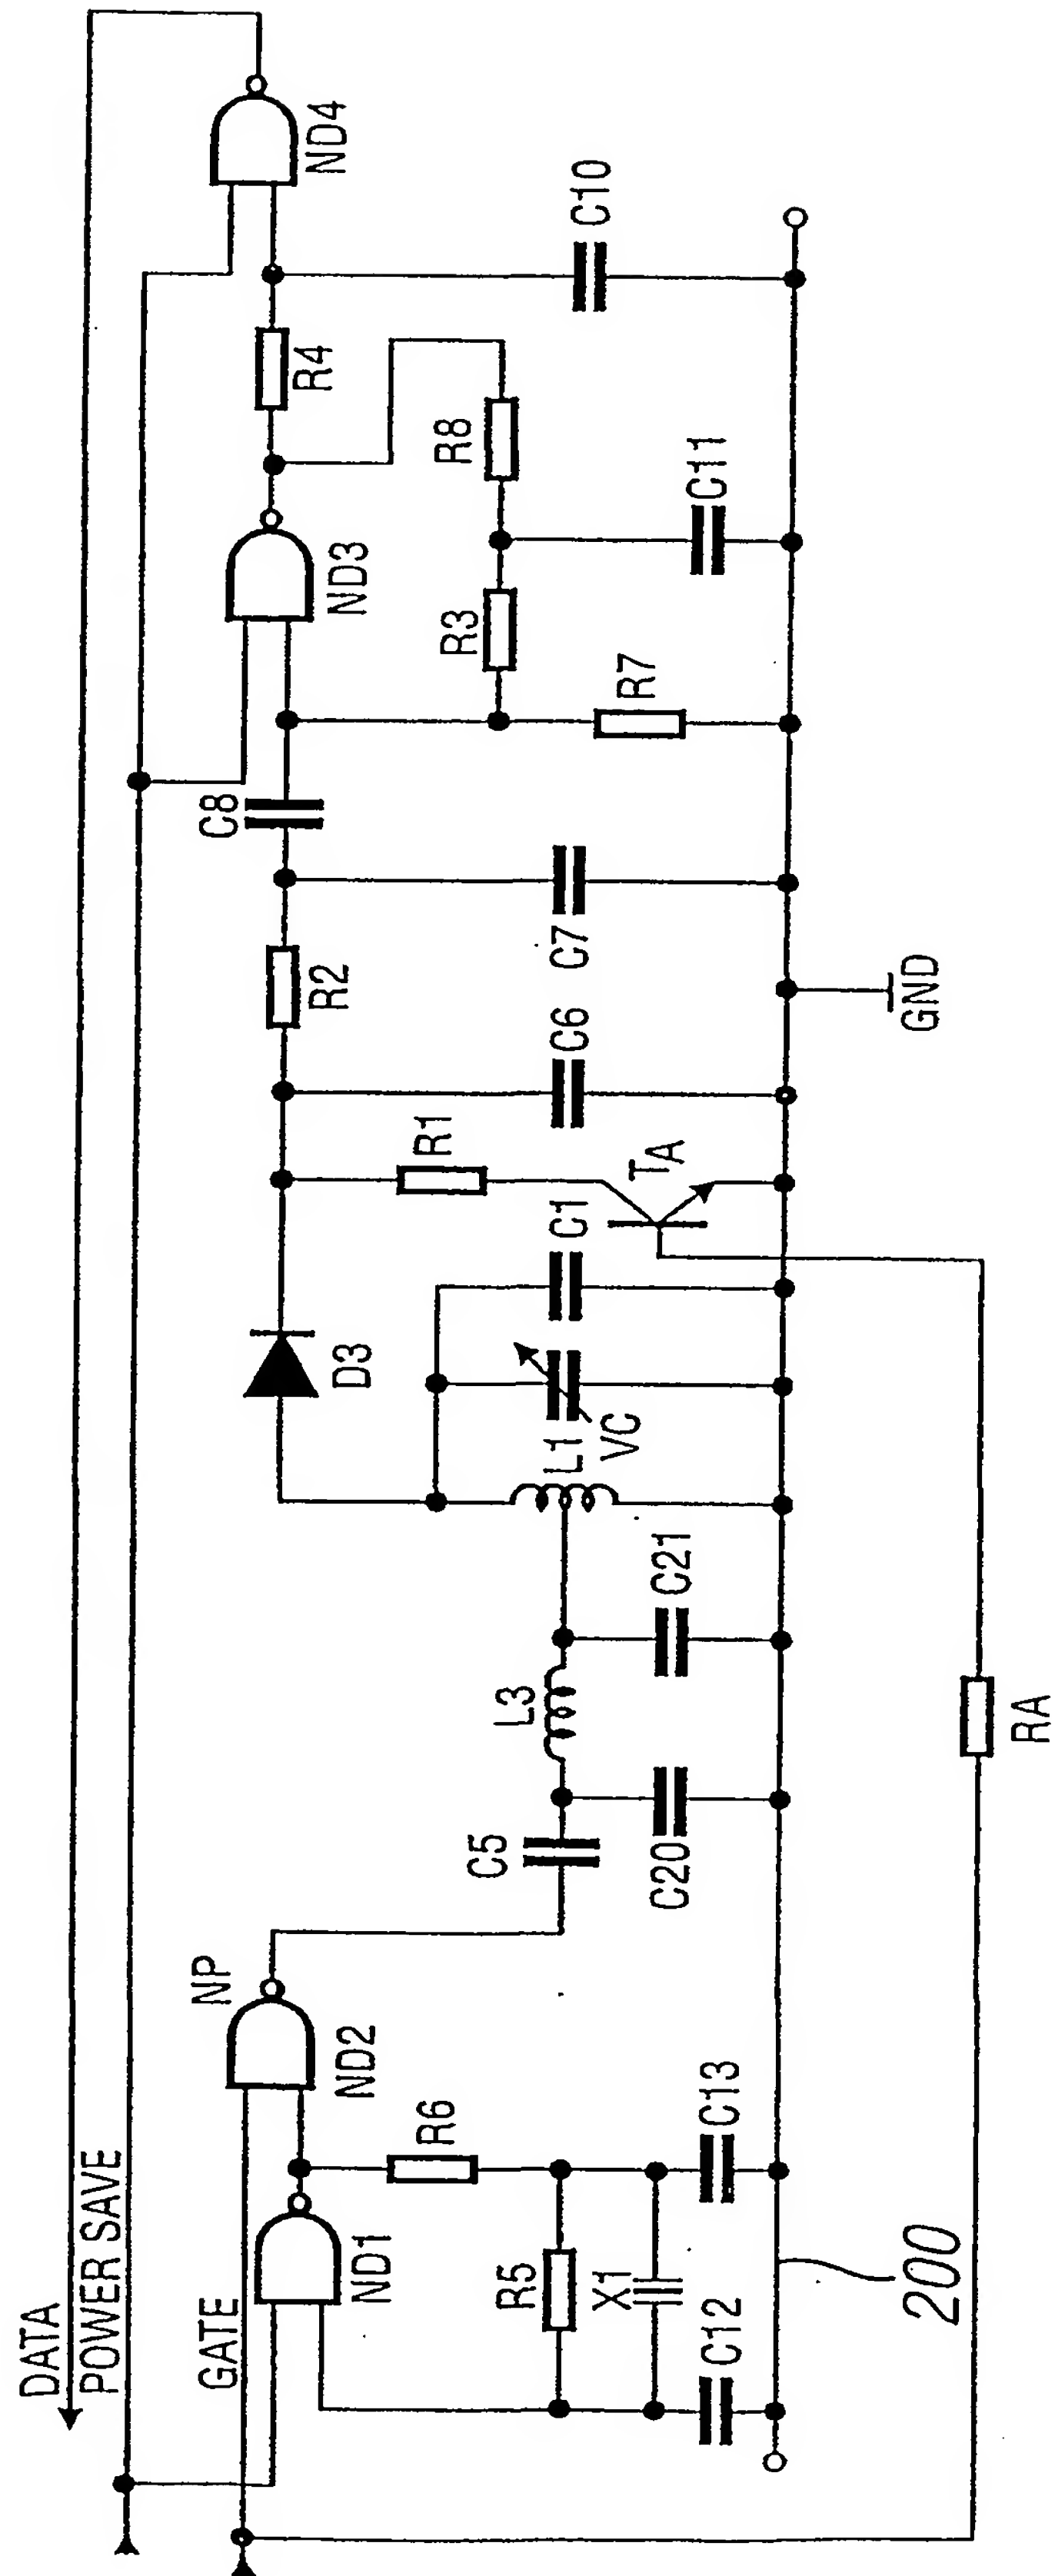 DATA
POWER SAVE
GATE
ND1
ND2
NP
R6
R5
X1
C12
C13
200
C5
C20
L3
C21
L1
VC
C1
D3
R1
TA
RA
C6
R2
C7
GND
C8
R7
R3
ND3
R8
C11
R4
C10
ND4